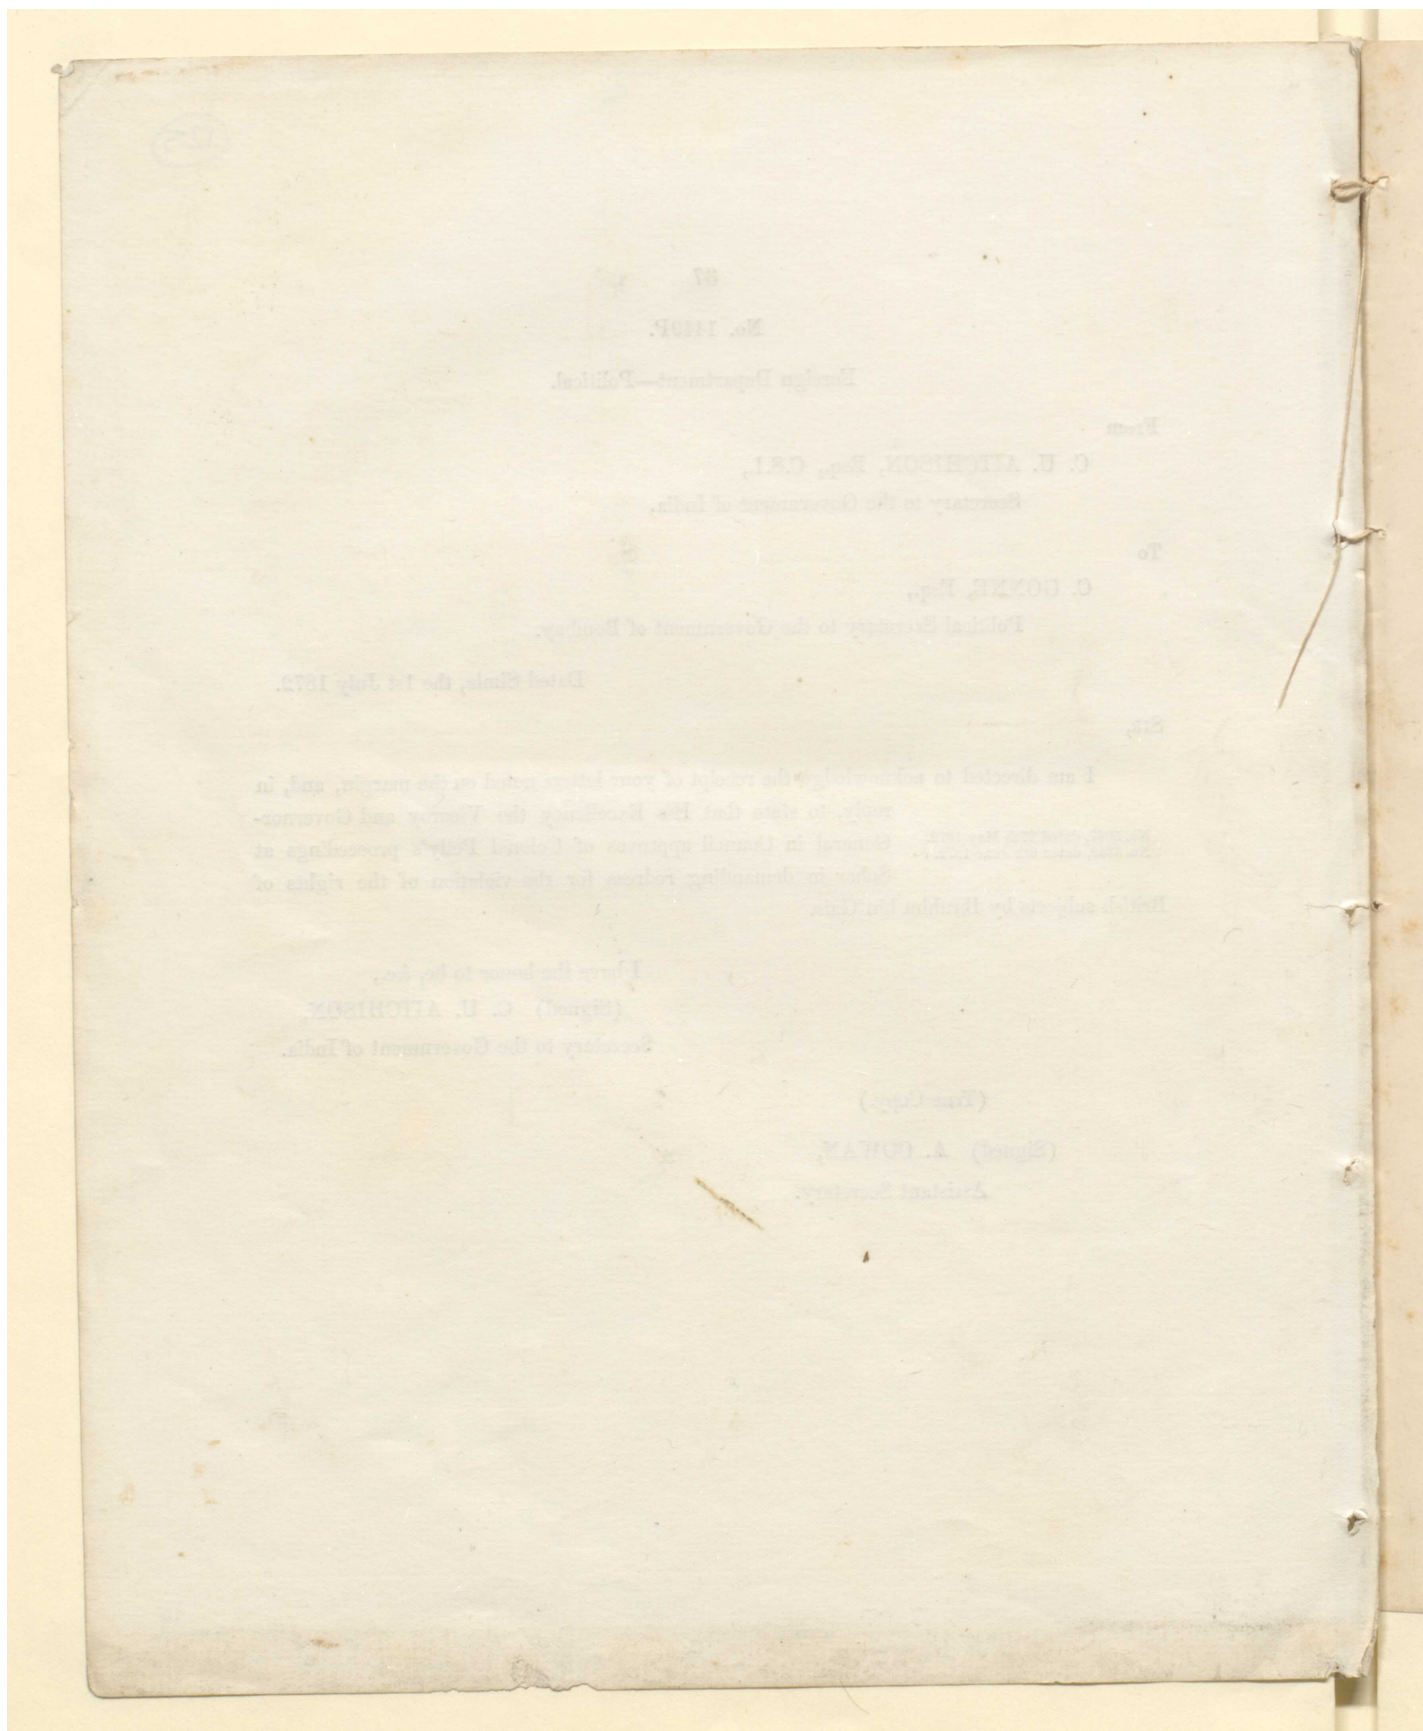 37
No. 1449P.
Foreign Department—Political.
From
C. U. AITCHISON, Esq., C.S.I.,
Secretary to the Government of India,
To
C. GONNE, Esq.,
Political Secretary to the Government of Bombay.
Dated Simla, the 1st July 1872.
Sir,
I am directed to acknowledge the receipt of your letters noted on the margin, and, in
reply, to state that His Excellency the Viceroy and Governor-
General in Council approves of Colonel Pelly's proceedings at
Sohar in demanding redress for the violation of the rights of
British subjects by Ibrahim bin Gais.
I have the honor to be, &c.,
(Signed) C. U. AITCHISON,
Secretary to the Government of India.
(True Copy.)
(Signed) A. COWAN,
Assistant Secretary.